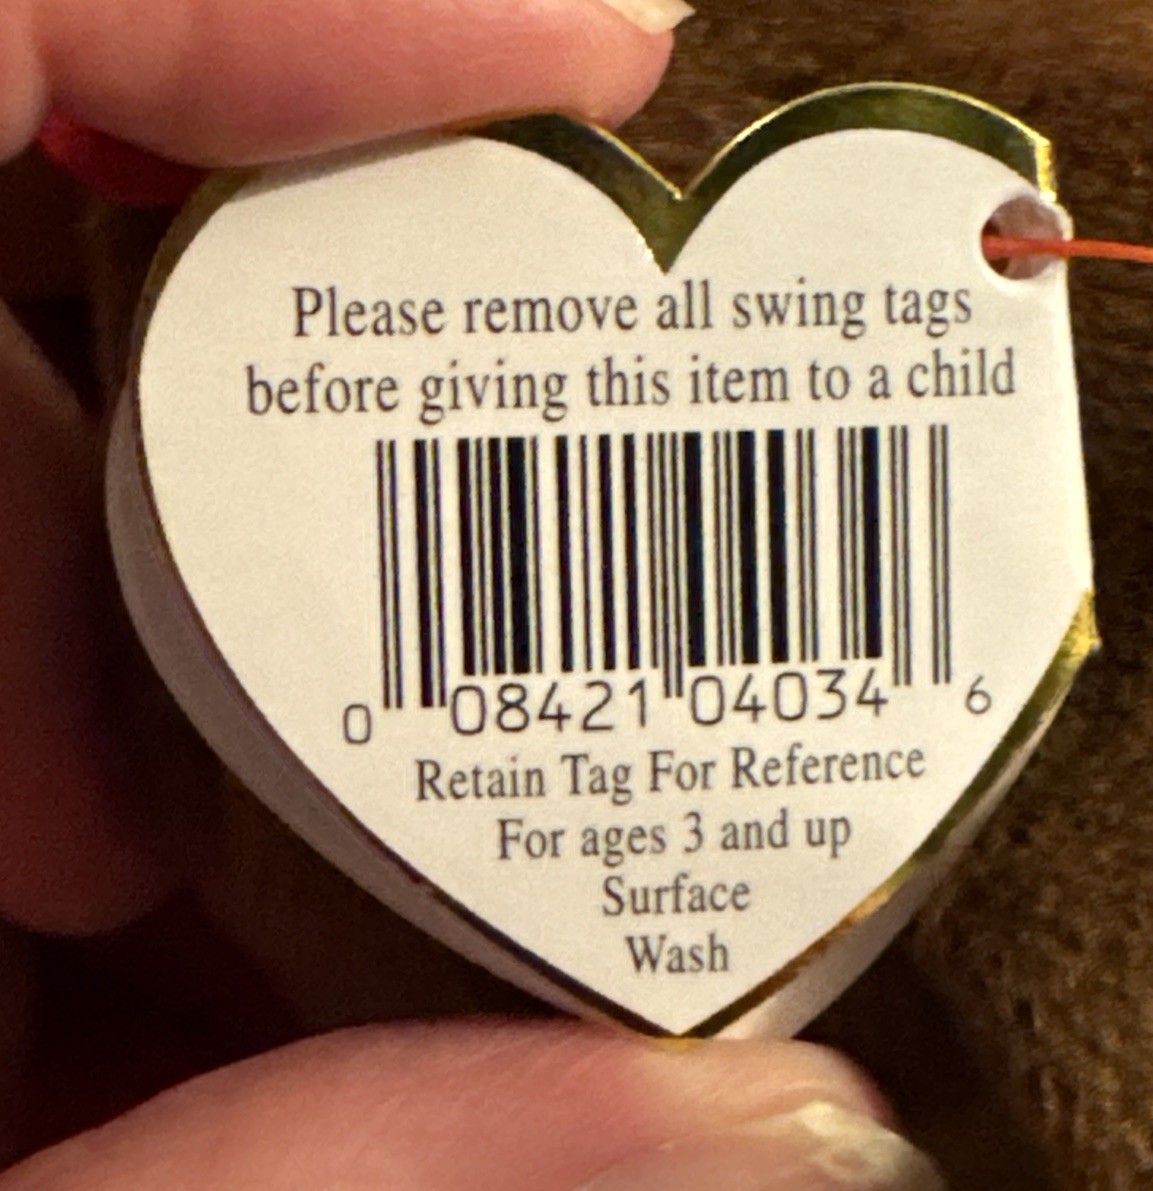 Please remove all swing tags
before giving this item to a child
0 08421 04034 6
Retain Tag For Reference
For ages 3 and up
Surface
Wash